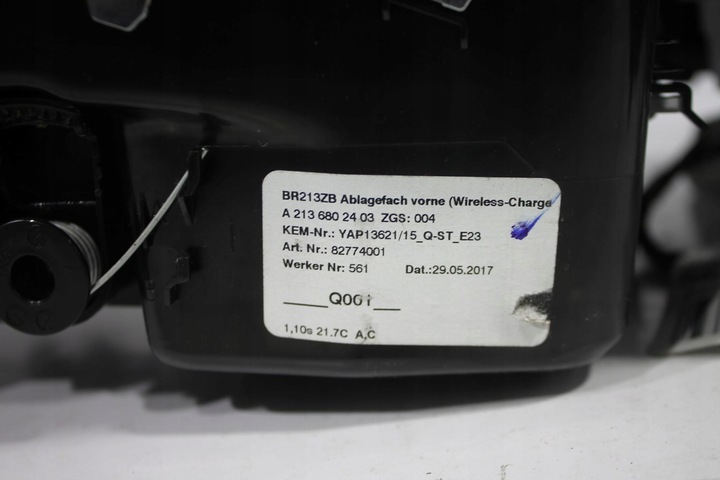 BR213ZB Ablagefach vorne (Wireless-Charge
A 213 680 24 03 ZGS: 004
KEM-Nr.: YAP13621/15_Q-ST_E23
Art. Nr.: 82774001
Werker Nr: 561 Dat.:29.05.2017
_____Q001___
1,10s 21.7C A,C